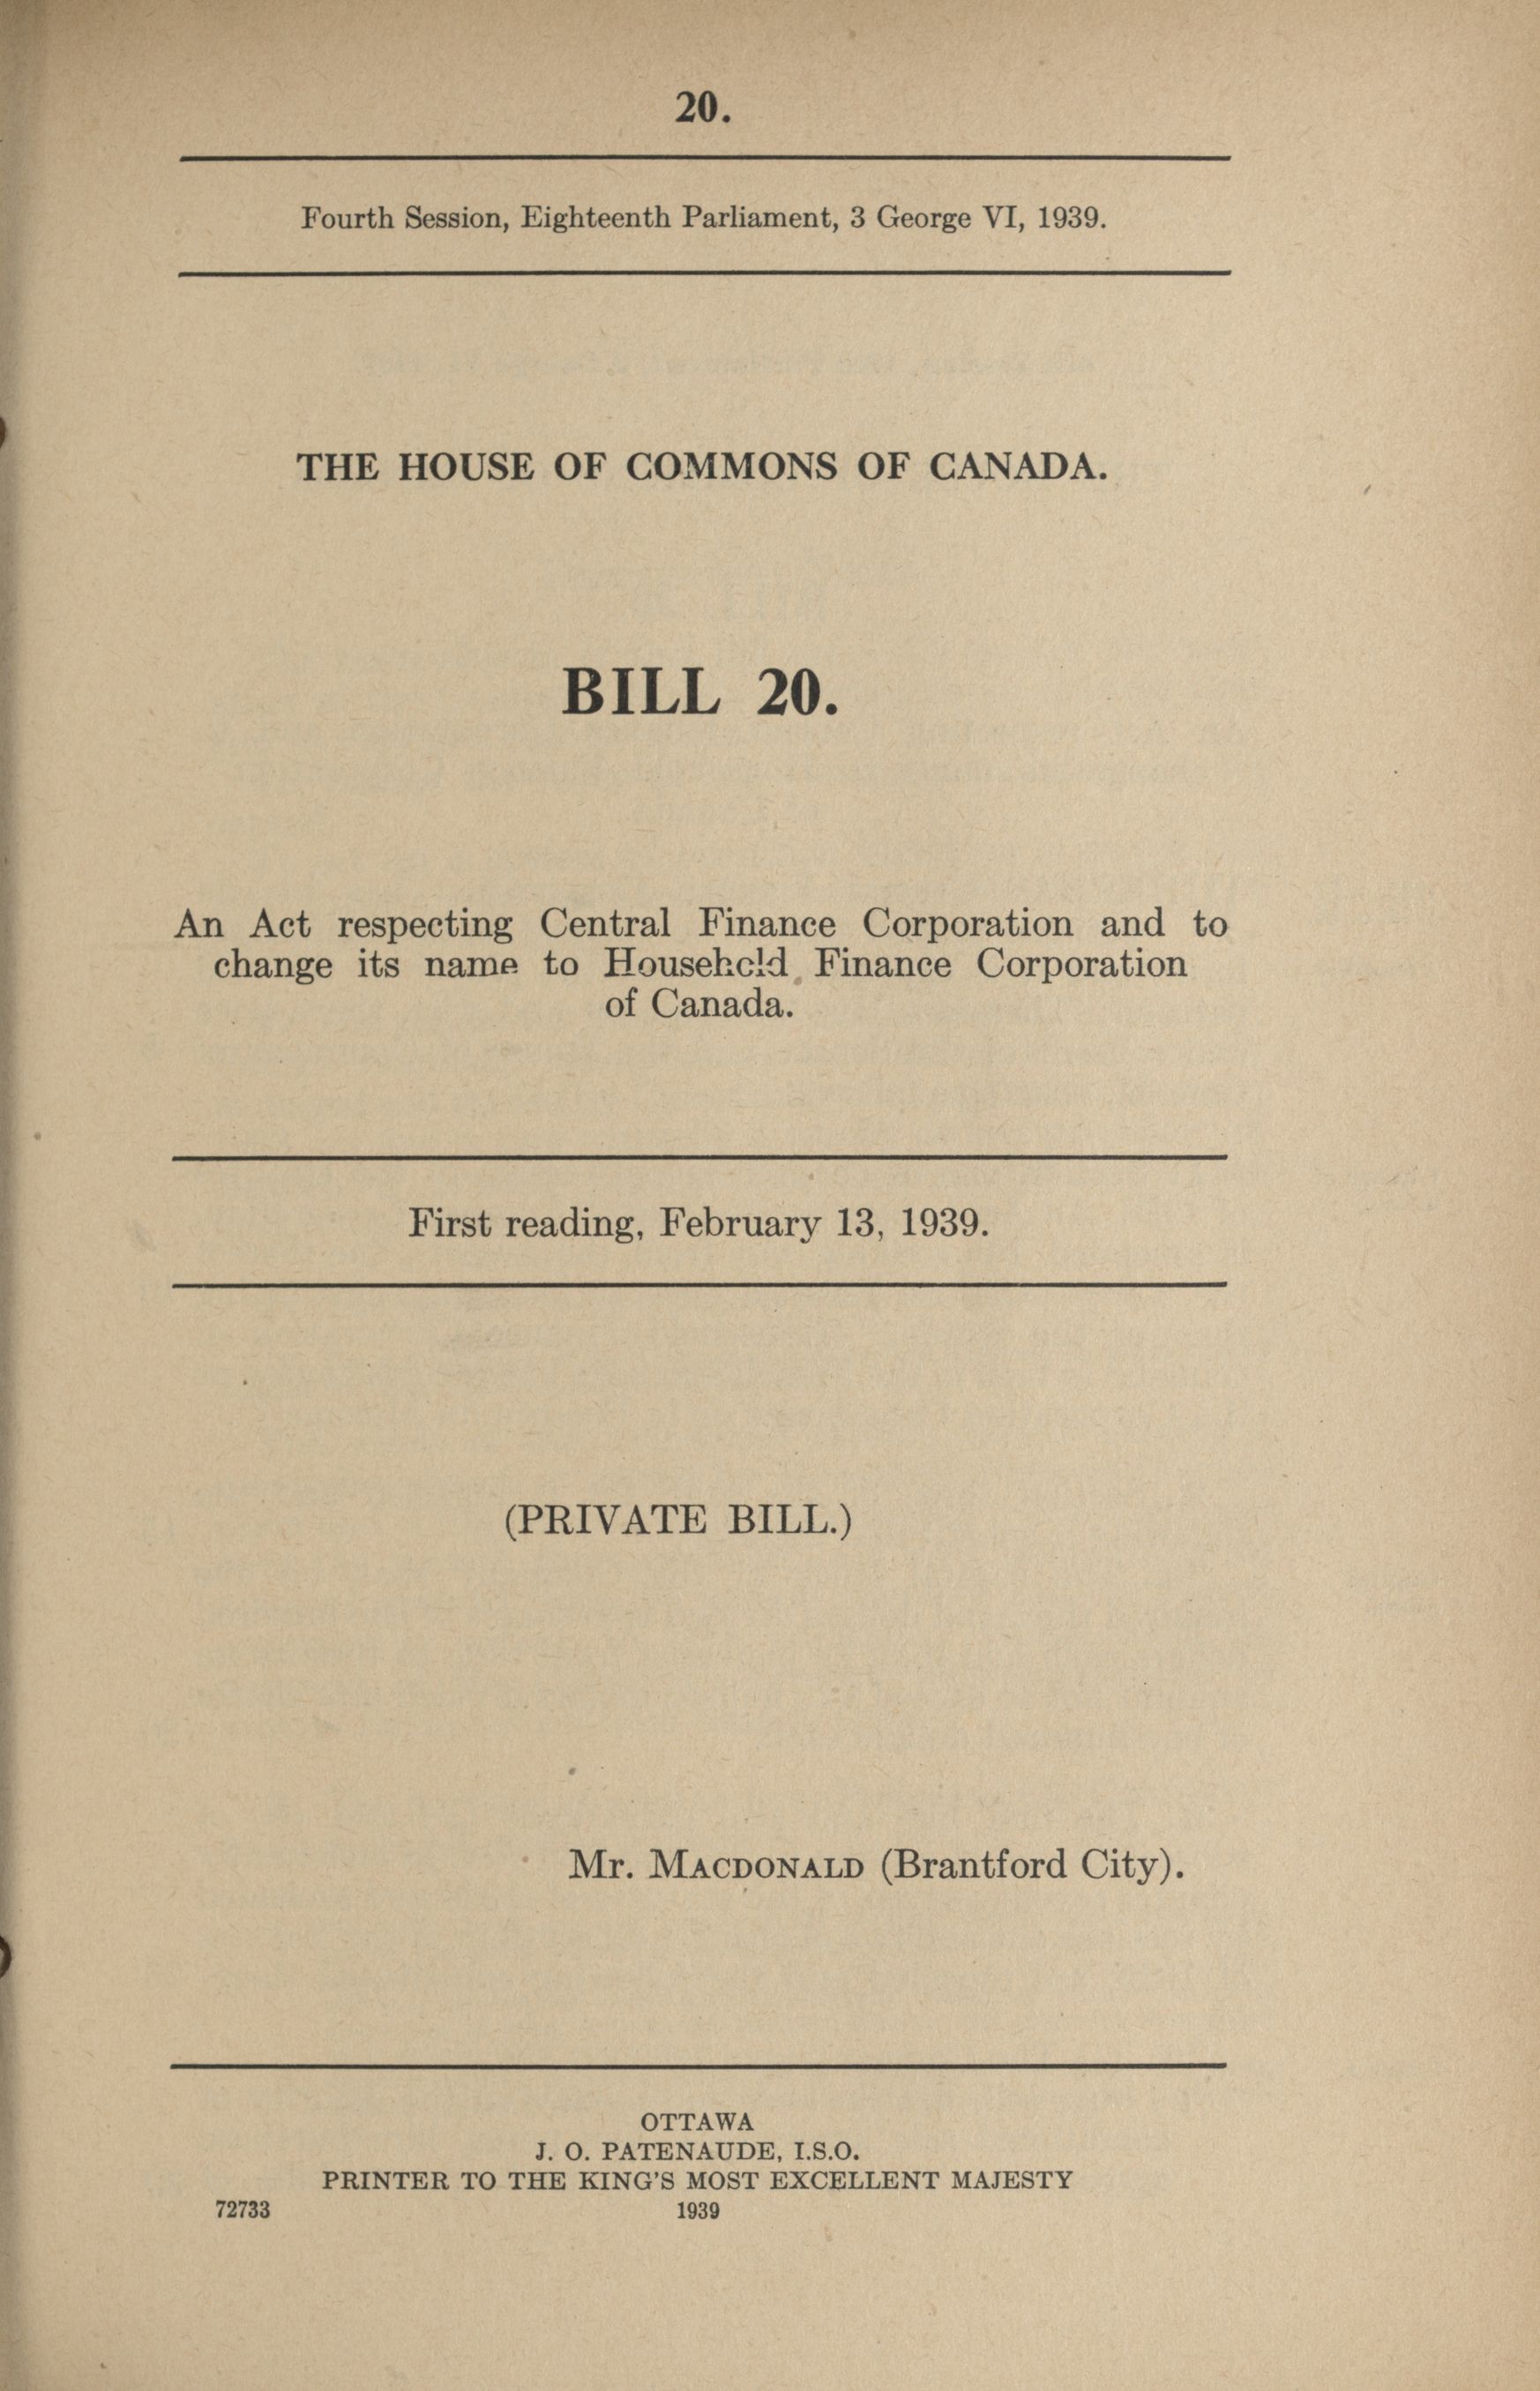 20.
Fourth Session, Eighteenth Parliament, 3 George VI, 1939.
THE HOUSE OF COMMONS OF CANADA.
BILL 20.
An Act respecting Central Finance Corporation and to
change its name to Household Finance Corporation
of Canada.
First reading, February 13, 1939.
(PRIVATE BILL.)
Mr. MACDONALD (Brantford City).
OTTAWA
J. O. PATENAUDE, I.S.O.
PRINTER TO THE KING'S MOST EXCELLENT MAJESTY
72733 1939